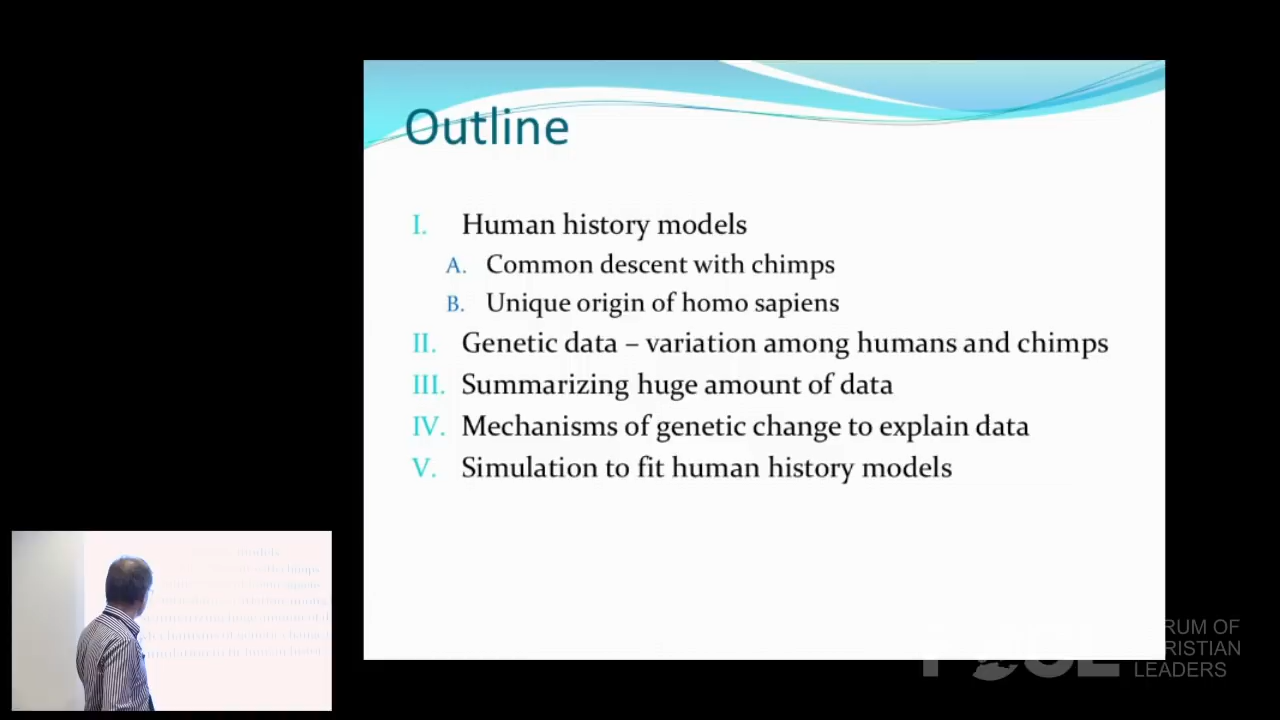 Outline
I. Human history models
A. Common descent with chimps
B. Unique origin of homo sapiens
II. Genetic data – variation among humans and chimps
III. Summarizing huge amount of data
IV. Mechanisms of genetic change to explain data
V. Simulation to fit human history models
RUM OF
RISTIAN
LEADERS